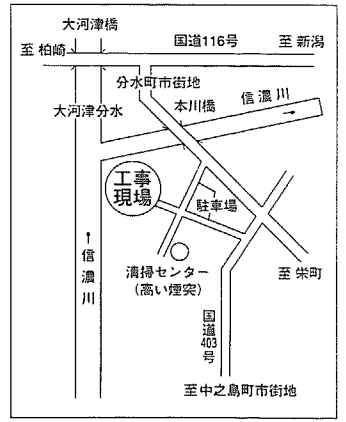 大河津橋
国道116号
至 新潟
至 柏崎
分水町市街地
大河津分水
本川橋
信濃川
→
工事
現場
駐車場
↑
信濃川
清掃センター
(高い煙突)
至 栄町
国道403号
至中之島町市街地